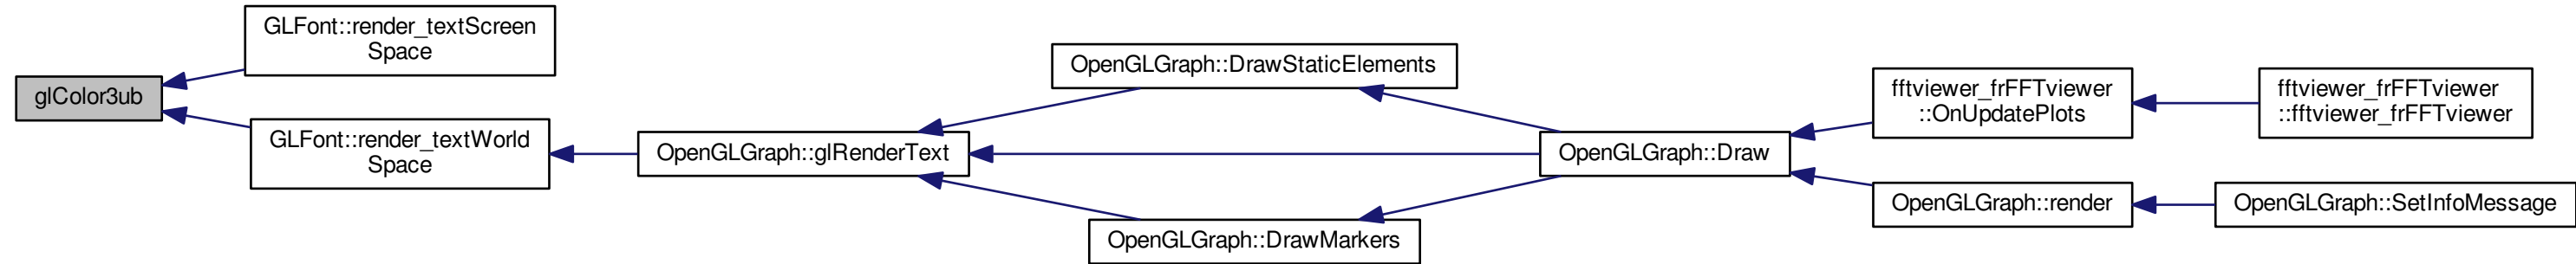 glColor3ub
GLFont::render_textScreen
Space
GLFont::render_textWorld
Space
OpenGLGraph::glRenderText
OpenGLGraph::DrawStaticElements
OpenGLGraph::DrawMarkers
OpenGLGraph::Draw
fftviewer_frFFTviewer
::OnUpdatePlots
OpenGLGraph::render
fftviewer_frFFTviewer
::fftviewer_frFFTviewer
OpenGLGraph::SetInfoMessage